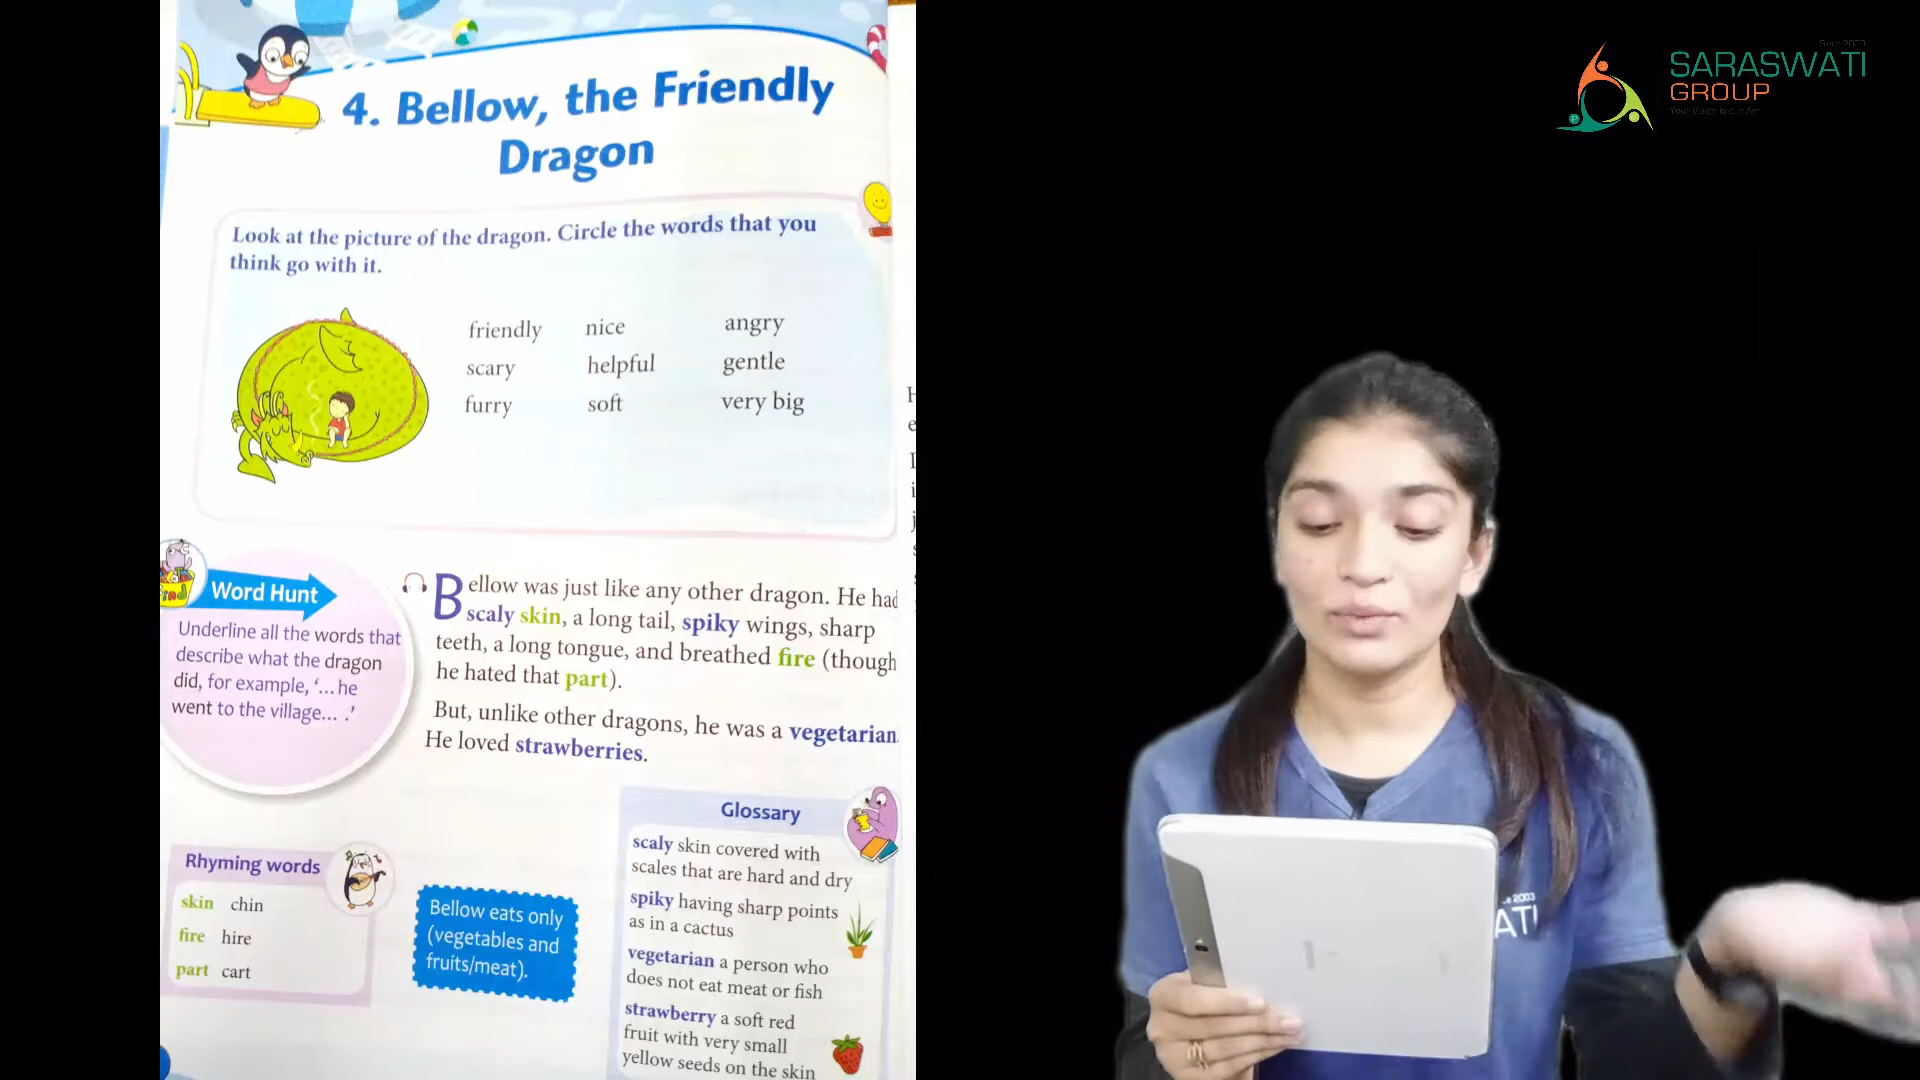 4. Bellow, the Friendly
Dragon
Look at the picture of the dragon. Circle the words that you
think go with it.
friendly nice angry
scary helpful gentle
furry soft very big
Word Hunt
Underline all the words that
describe what the dragon
did, for example, ‘...he
went to the village... .’
Bellow was just like any other dragon. He had
scaly skin, a long tail, spiky wings, sharp
teeth, a long tongue, and breathed fire (though
he hated that part).
But, unlike other dragons, he was a vegetarian.
He loved strawberries.
Rhyming words
skin chin
fire hire
part cart
Bellow eats only
(vegetables and
fruits/meat).
Glossary
scaly skin covered with
scales that are hard and dry
spiky having sharp points
as in a cactus
vegetarian a person who
does not eat meat or fish
strawberry a soft red
fruit with very small
yellow seeds on the skin
SARASWATI
GROUP
Your Vision is our Aim
2003
ATI